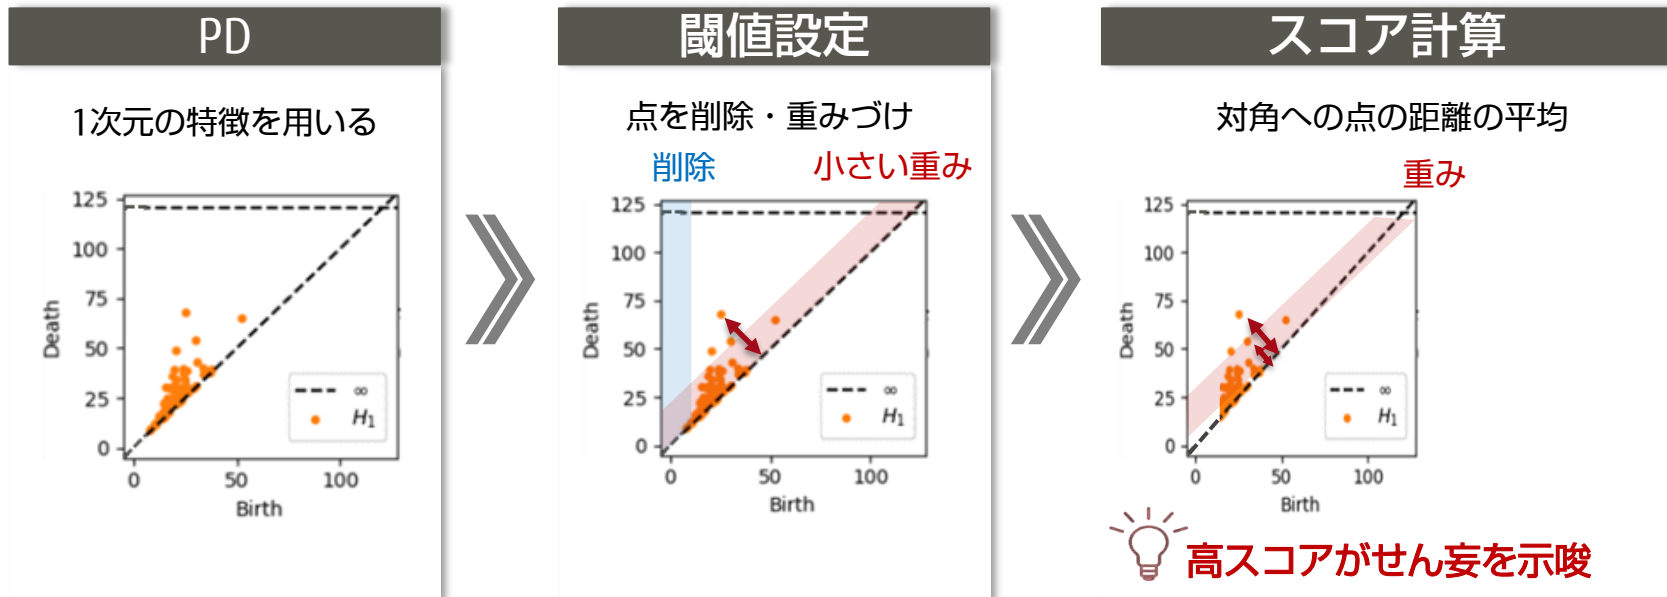 PD
1次元の特徴を用いる
125
100
75
50
25
0
Death
0 50 100
Birth
∞
H1
閾値設定
点を削除・重みづけ
削除 小さい重み
125
100
75
50
25
0
Death
0 50 100
Birth
∞
H1
スコア計算
対角への点の距離の平均
重み
125
100
75
50
25
0
Death
0 50 100
Birth
∞
H1
高スコアがせん妄を示唆